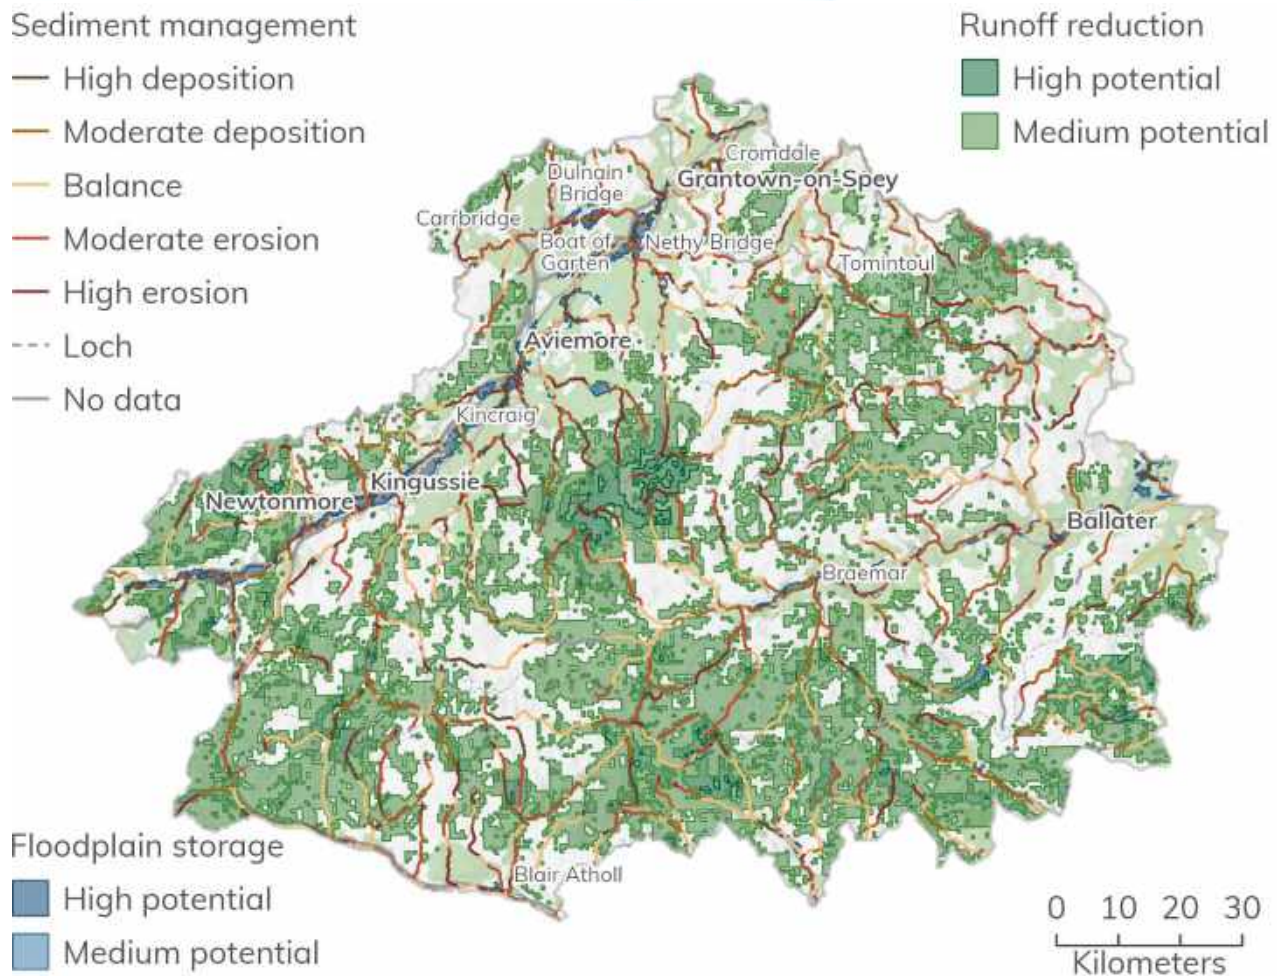 Sediment management
High deposition
Moderate deposition
Balance
Moderate erosion
High erosion
Loch
No data
Runoff reduction
High potential
Medium potential
Cromdale
Dulnain
Bridge
Grantown-on-Spey
Carrbridge
Boat of
Garten
Nethy Bridge
Tomintoul
Aviemore
Kincraig
Kingussie
Newtonmore
Ballater
Braemar
Blair Atholl
Floodplain storage
High potential
Medium potential
0 10 20 30
Kilometers